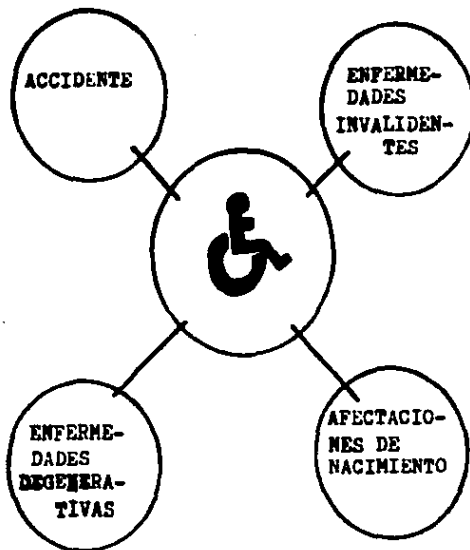 ACCIDENTE
ENFERME-
DADES
INVALIDEN-
TES
ENFERME-
DADES
DEGENERA-
TIVAS
AFECTACIO-
NES DE
NACIMIENTO